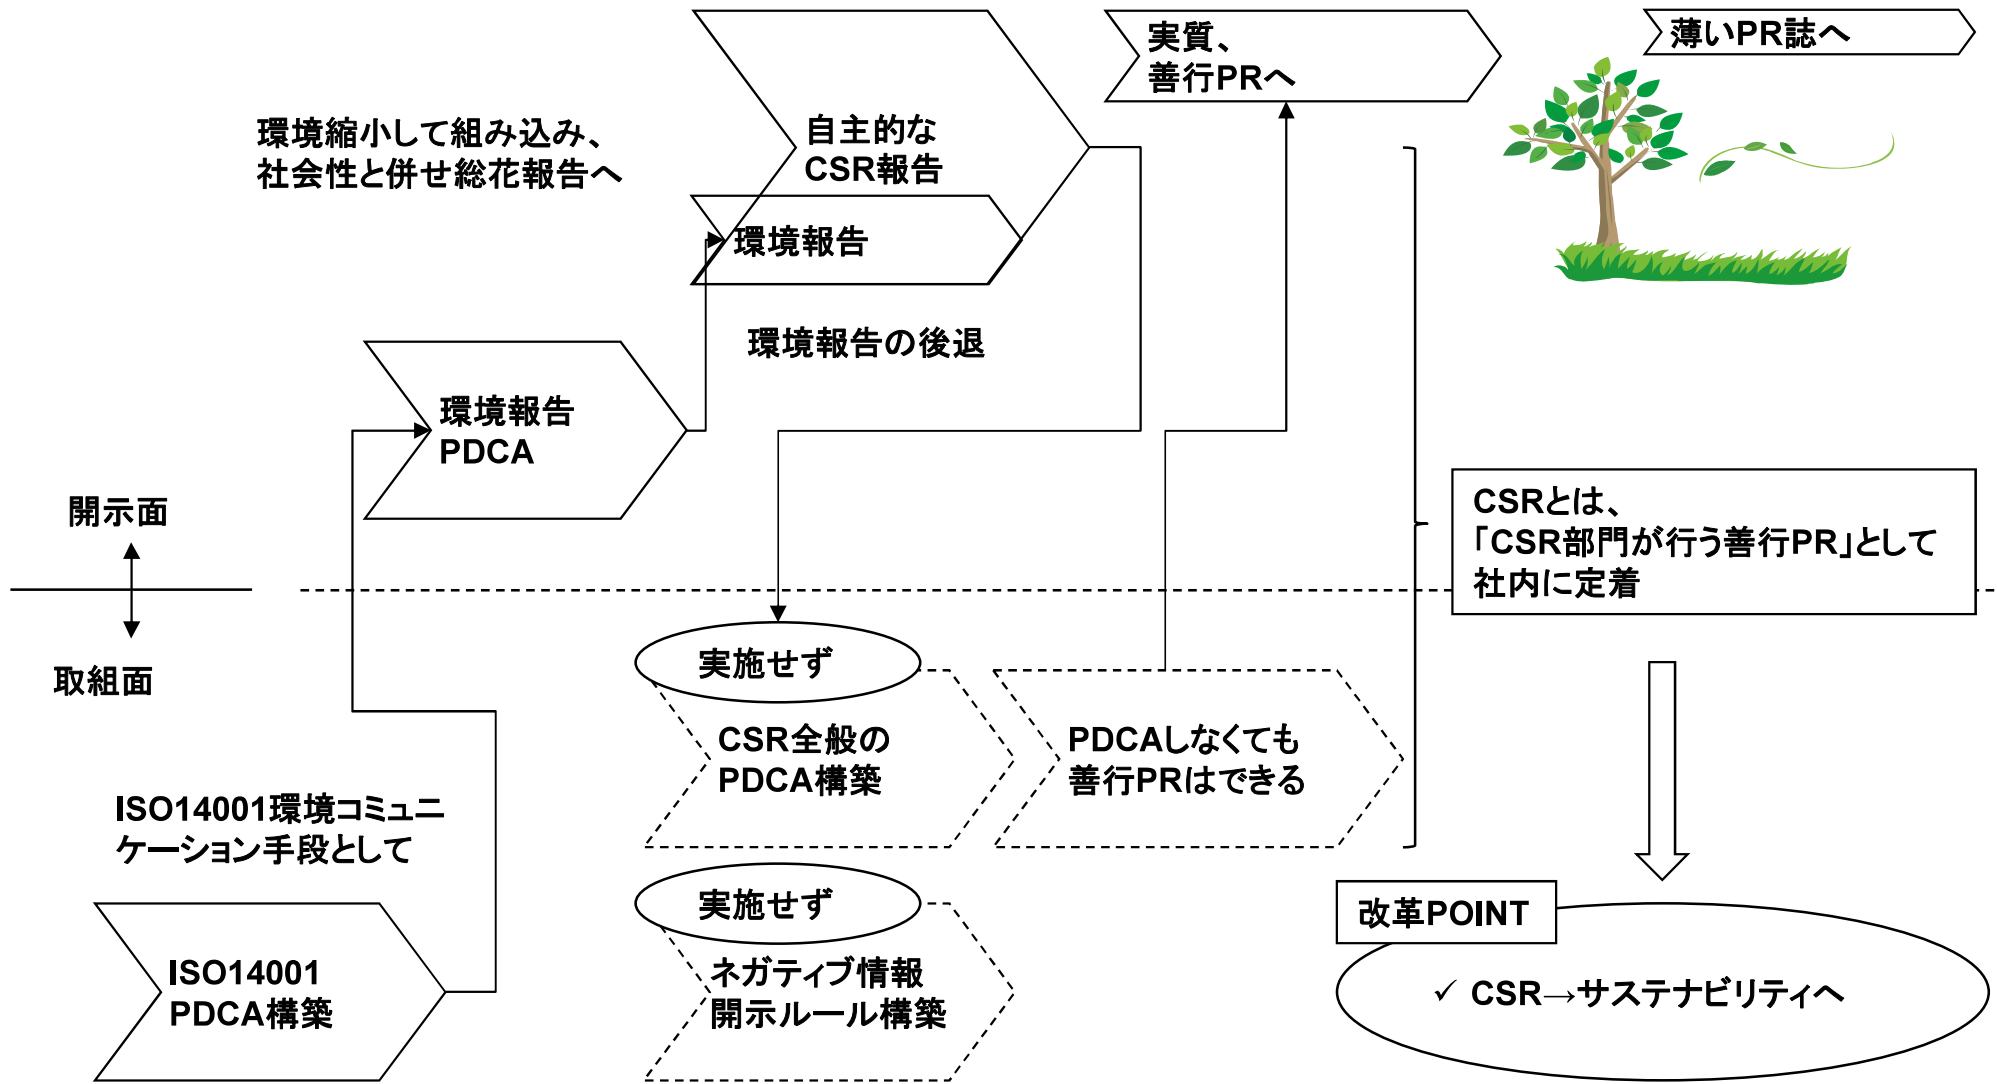 実質、
善行PRへ
薄いPR誌へ
環境縮小して組み込み、
社会性と併せ総花報告へ
自主的な
CSR報告
環境報告
環境報告の後退
環境報告
PDCA
開示面
取組面
CSRとは、
「CSR部門が行う善行PR」として
社内に定着
実施せず
CSR全般の
PDCA構築
PDCAしなくても
善行PRはできる
ISO14001環境コミュニ
ケーション手段として
実施せず
ネガティブ情報
開示ルール構築
ISO14001
PDCA構築
改革POINT
✓ CSR→サステナビリティへ